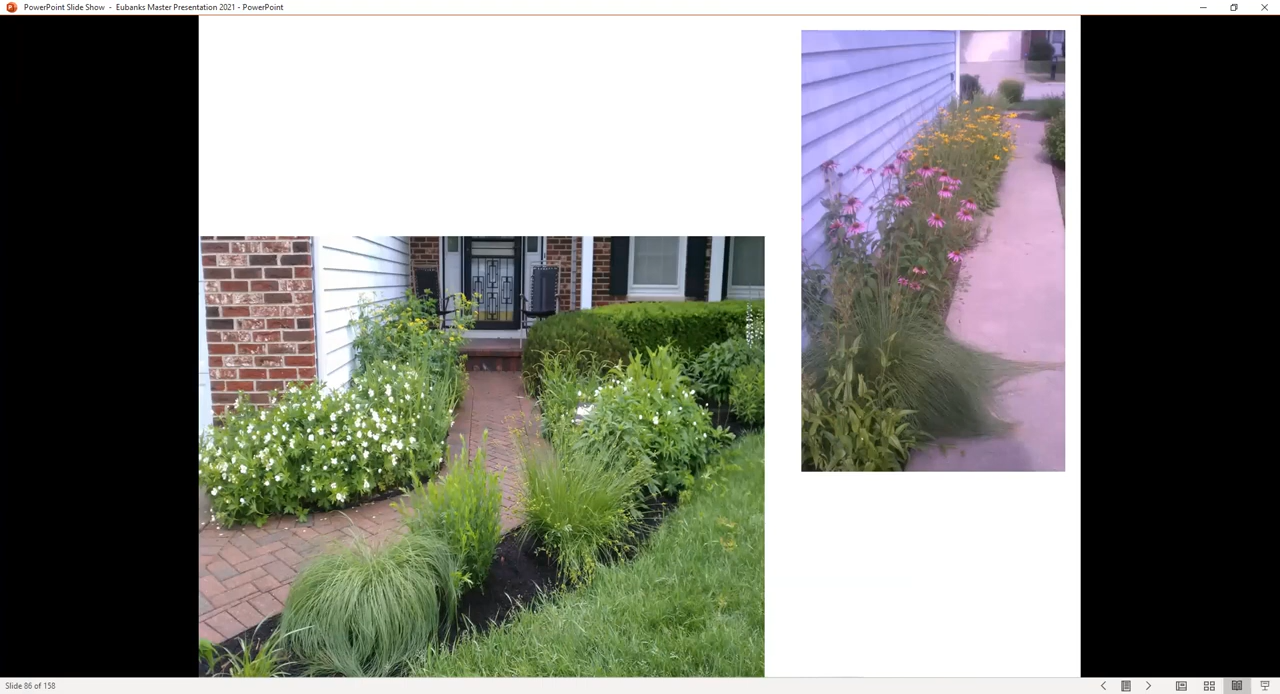 PowerPoint Slide Show - Eubanks Master Presentation 2021 - PowerPoint
Slide 86 of 158